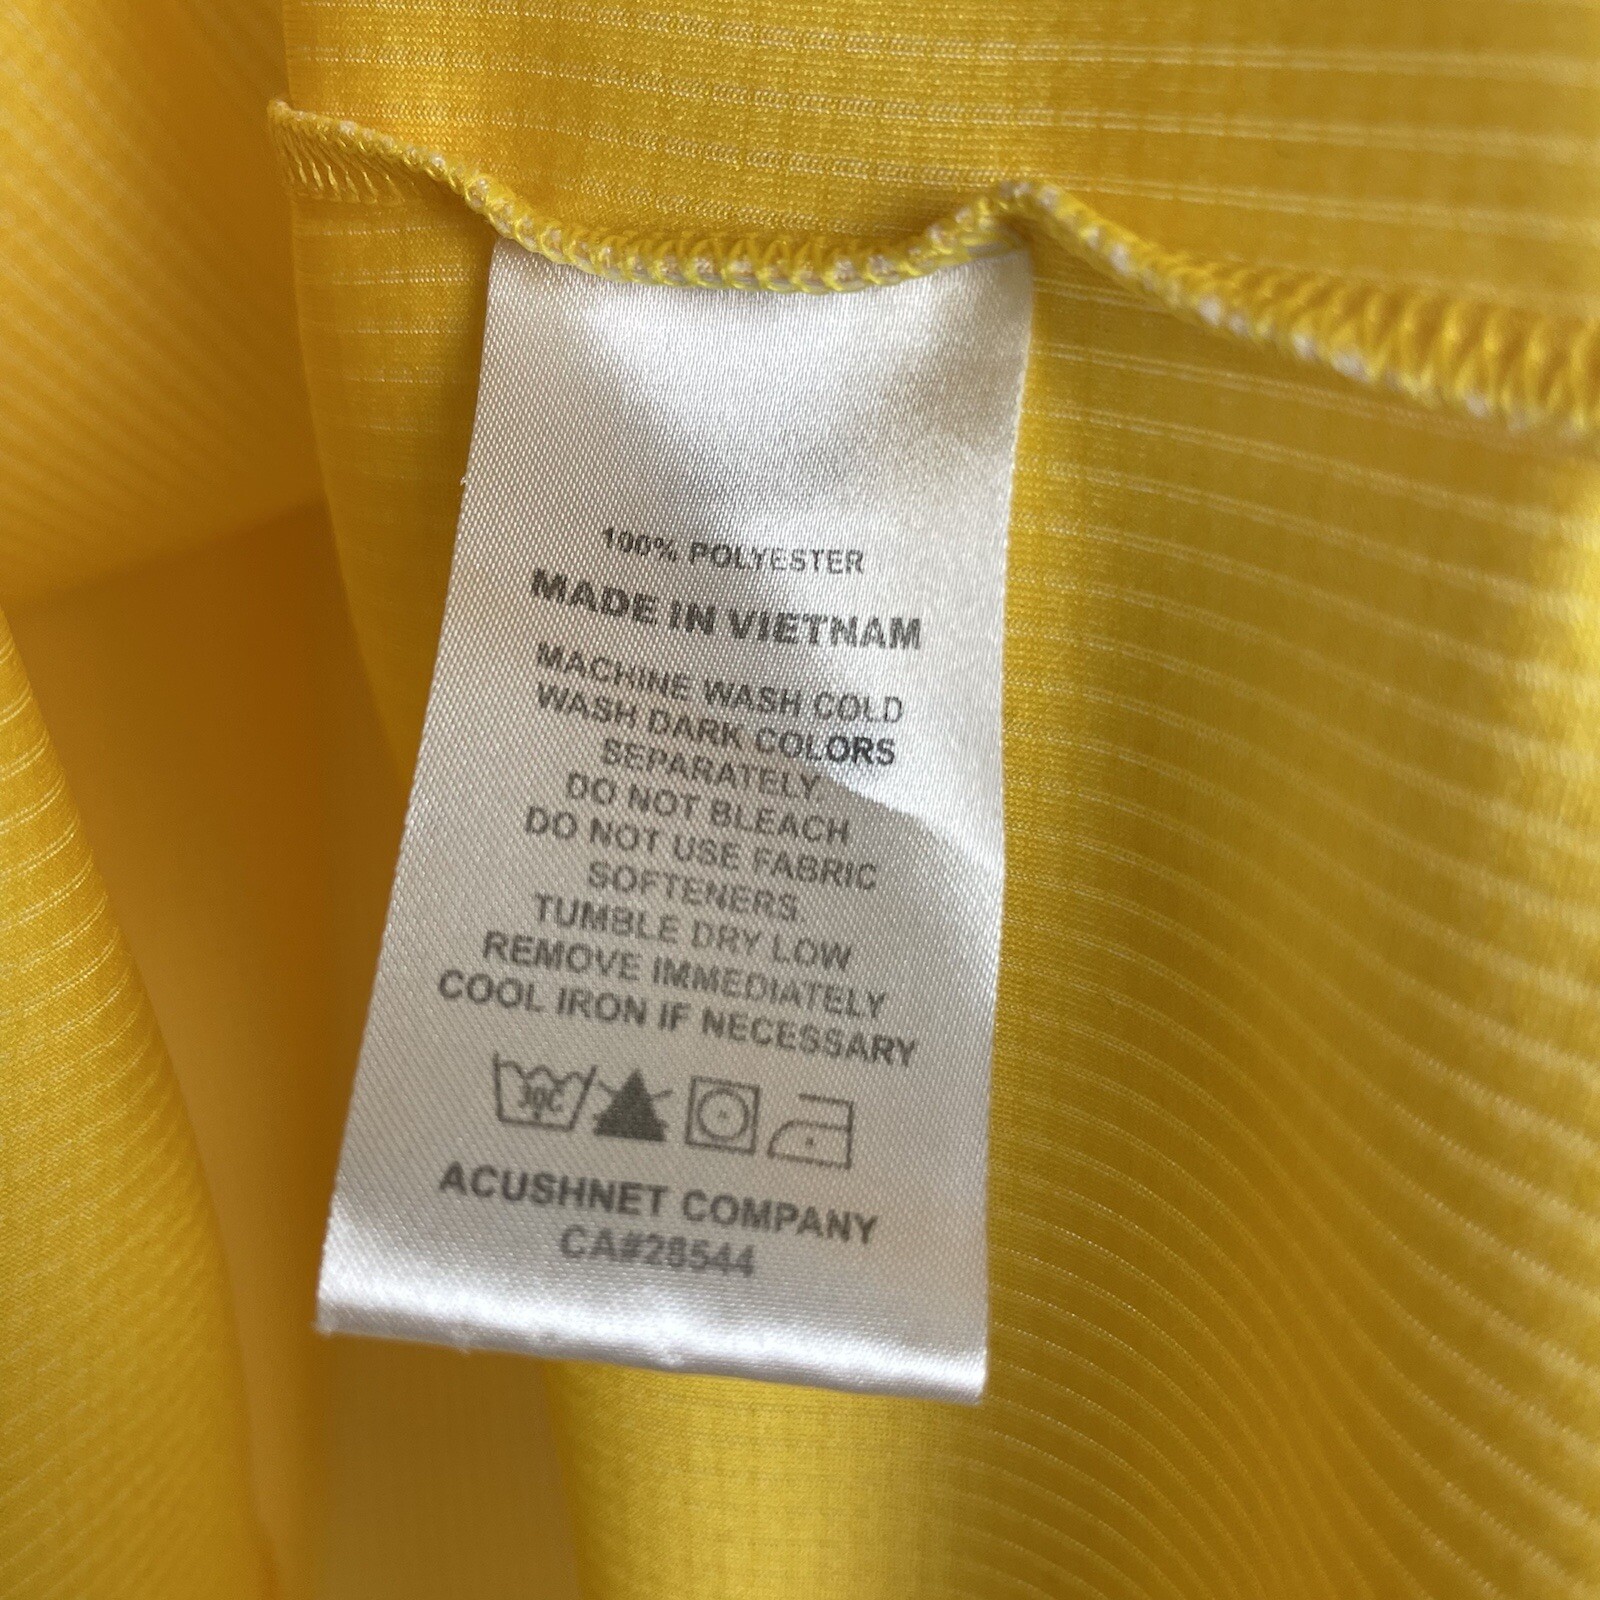 100% POLYESTER
MADE IN VIETNAM
MACHINE WASH COLD
WASH DARK COLORS
SEPARATELY.
DO NOT BLEACH
DO NOT USE FABRIC
SOFTENERS.
TUMBLE DRY LOW
REMOVE IMMEDIATELY
COOL IRON IF NECESSARY
30C
ACUSHNET COMPANY
CA#28544